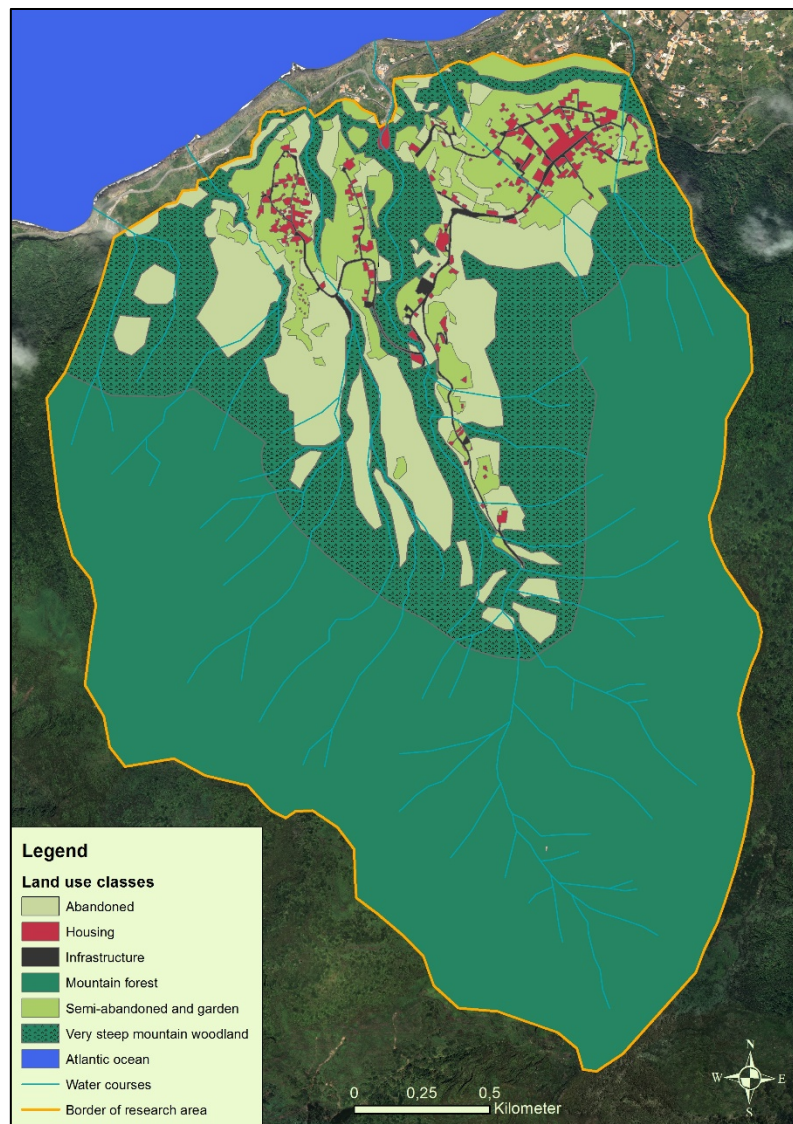 Legend
Land use classes
Abandoned
Housing
Infrastructure
Mountain forest
Semi-abandoned and garden
Very steep mountain woodland
Atlantic ocean
Water courses
Border of research area
0 0,25 0,5
Kilometer
N
W E
S